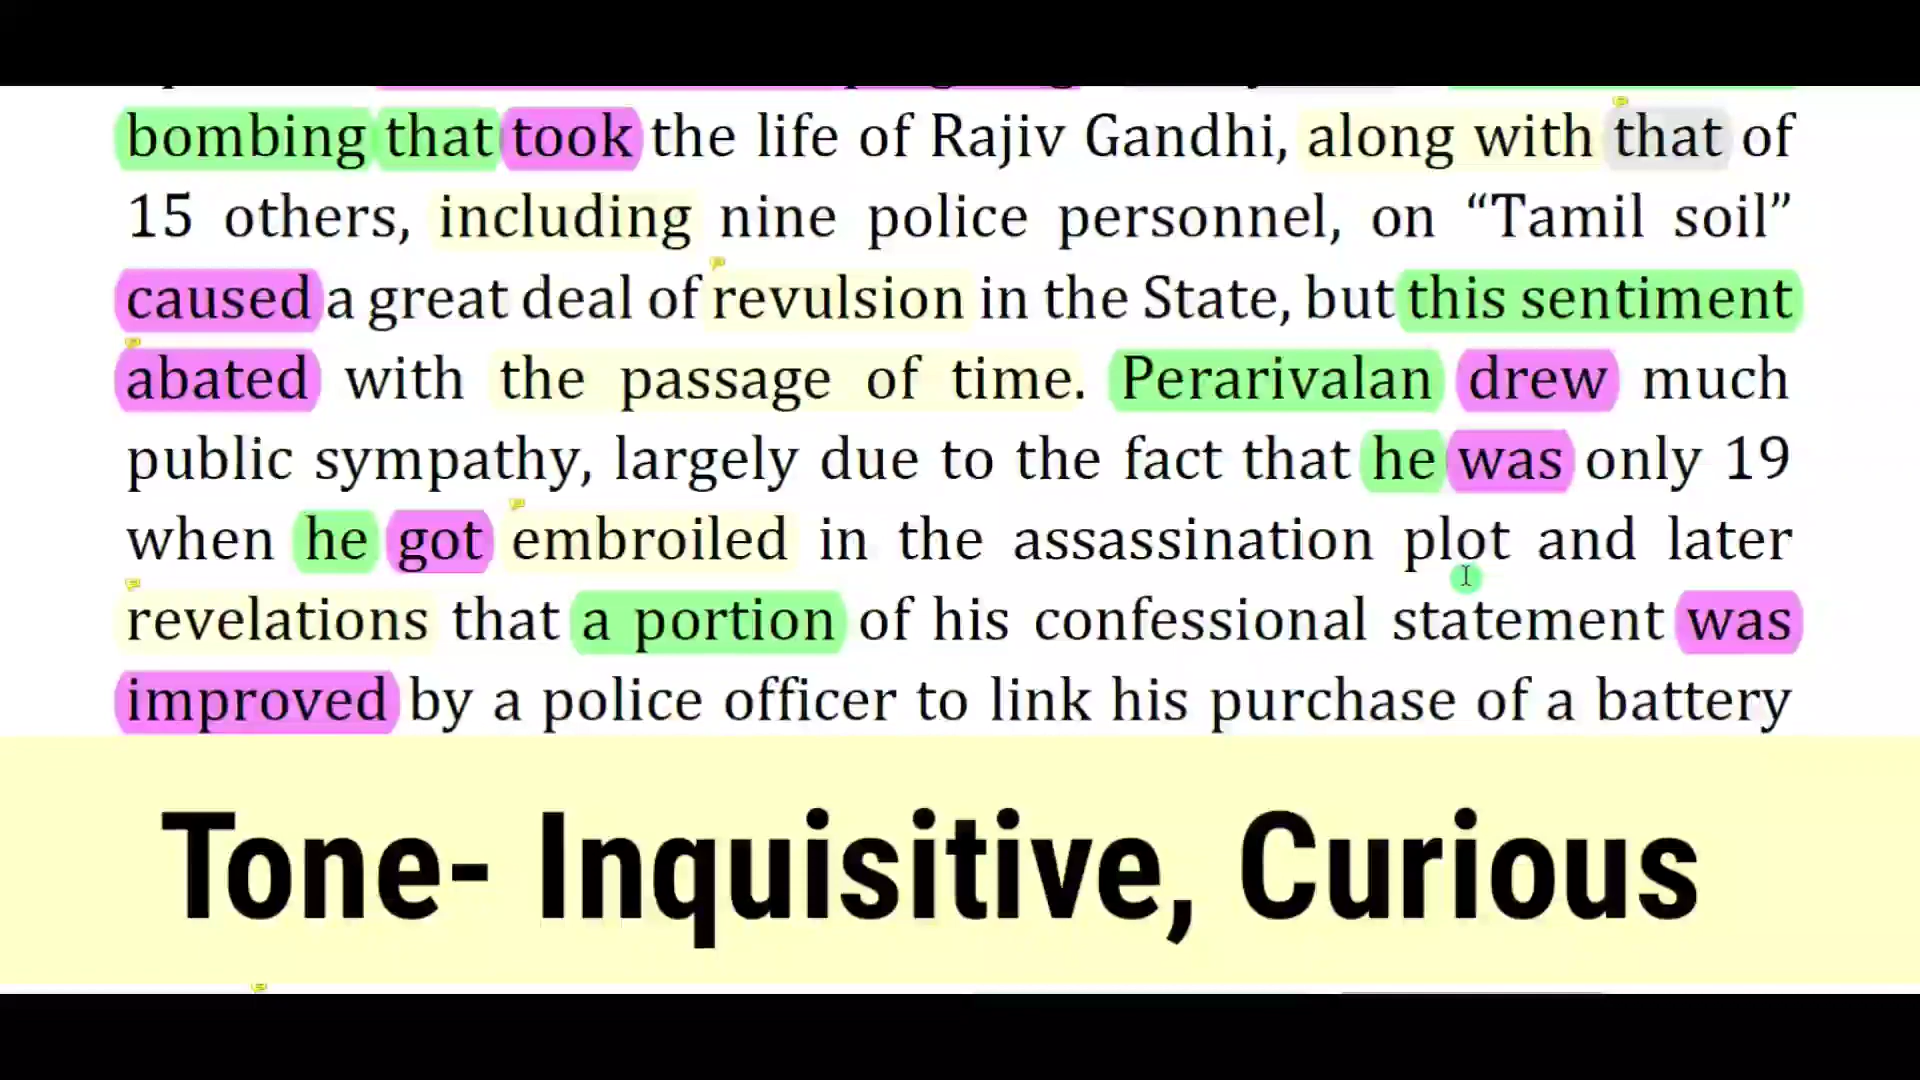 bombing that took the life of Rajiv Gandhi, along with that of
15 others, including nine police personnel, on “Tamil soil”
caused a great deal of revulsion in the State, but this sentiment
abated with the passage of time. Perarivalan drew much
public sympathy, largely due to the fact that he was only 19
when he got embroiled in the assassination plot and later
revelations that a portion of his confessional statement was
improved by a police officer to link his purchase of a battery
Tone- Inquisitive, Curious